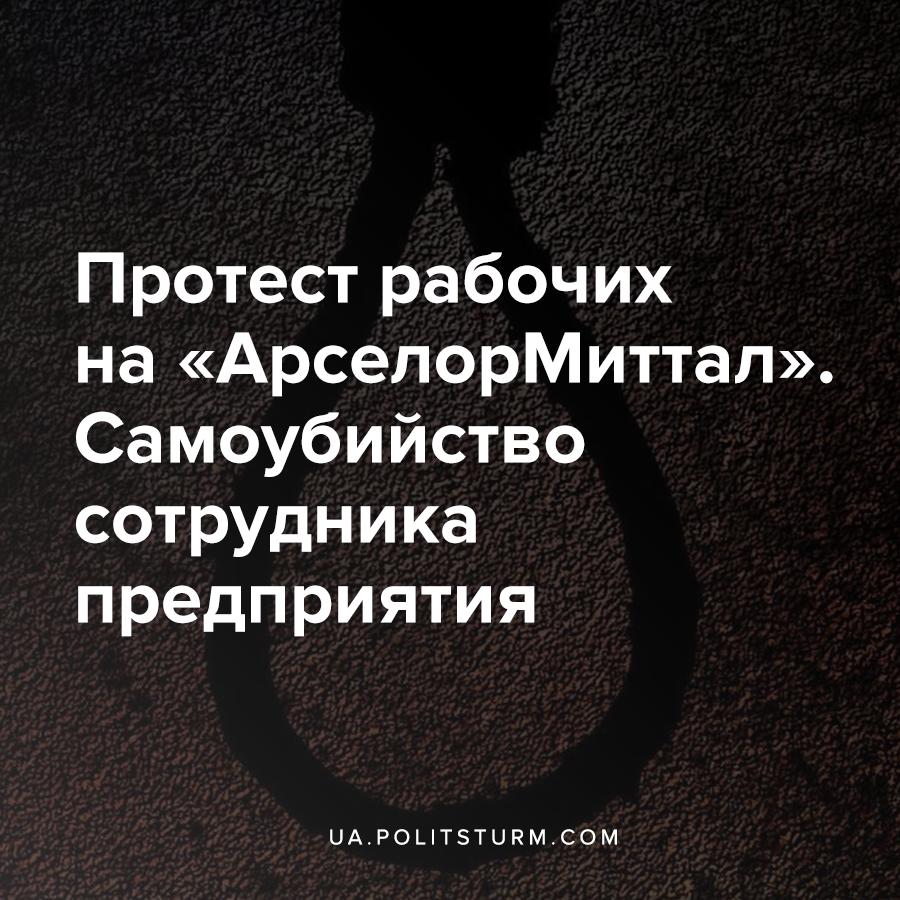 Протест рабочих
на «АрселорМиттал».
Самоубийство
сотрудника
предприятия
UA.POLITSTURM.COM